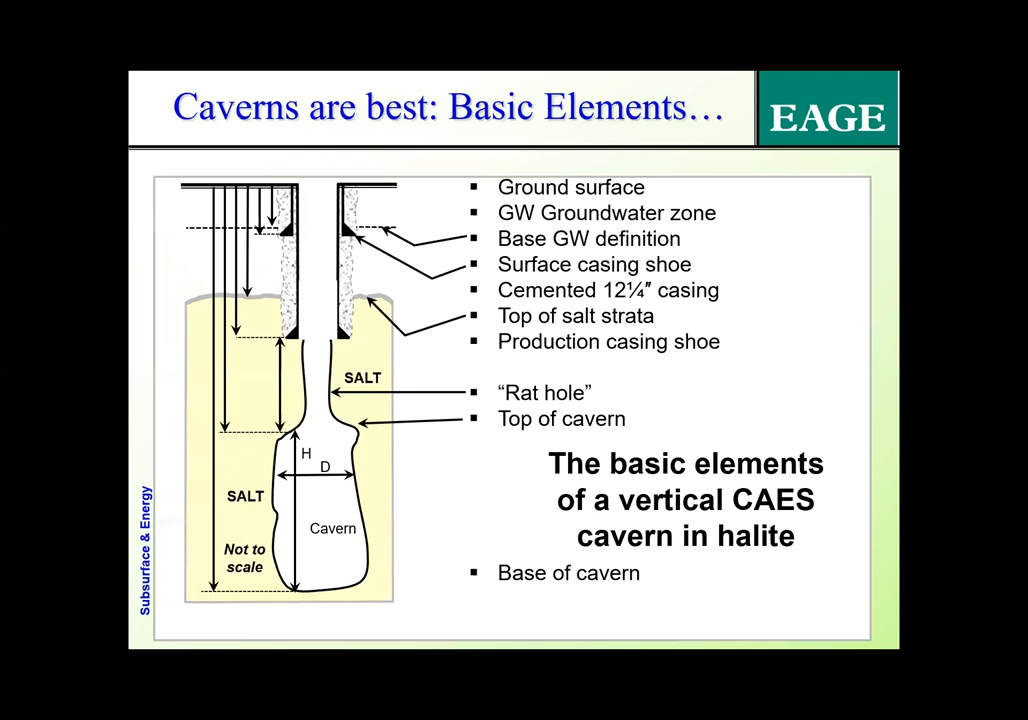 Caverns are best: Basic Elements…
EAGE
▪ Ground surface
▪ GW Groundwater zone
▪ Base GW definition
▪ Surface casing shoe
▪ Cemented 12¼″ casing
▪ Top of salt strata
▪ Production casing shoe
▪ “Rat hole”
▪ Top of cavern
SALT
H
D
SALT
Cavern
Not to
scale
The basic elements
of a vertical CAES
cavern in halite
▪ Base of cavern
Subsurface & Energy